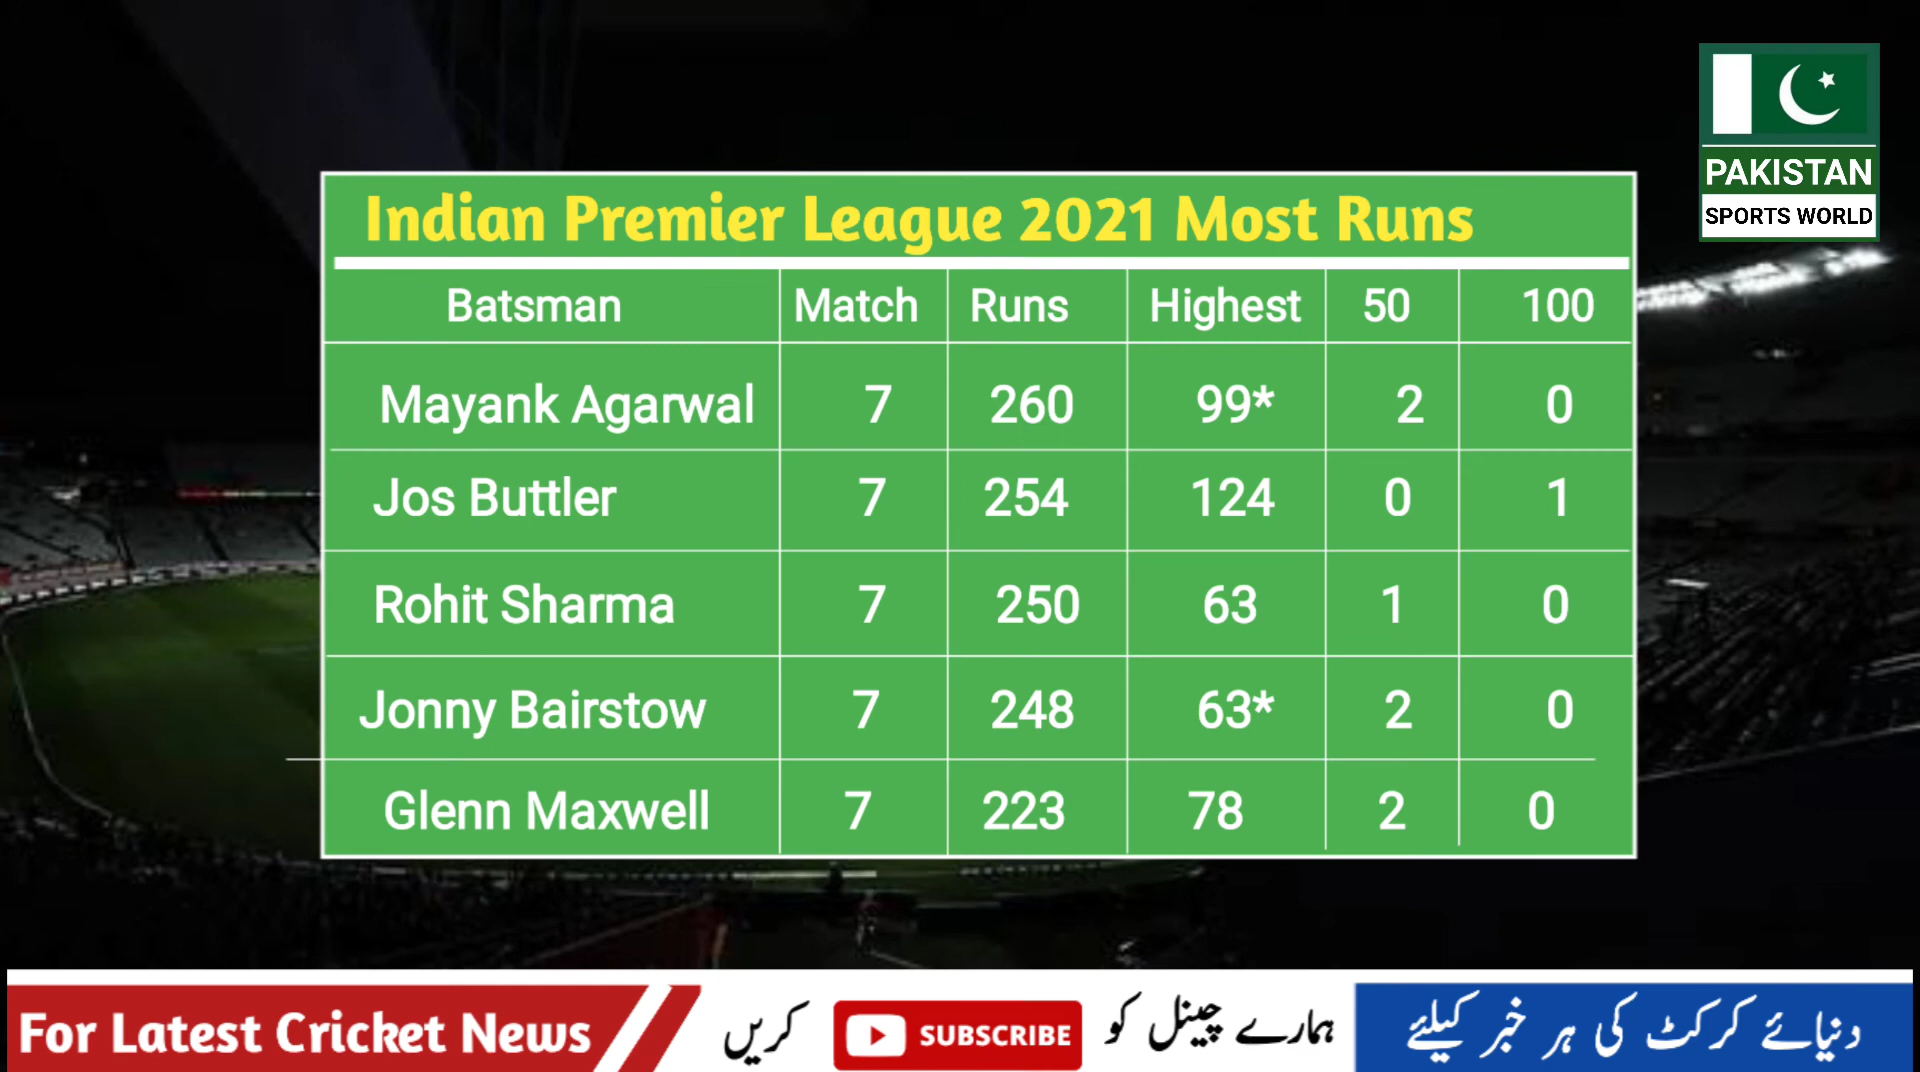 PAKISTAN
SPORTS WORLD
Indian Premier League 2021 Most Runs
Batsman Match Runs Highest 50 100
Mayank Agarwal 7 260 99* 2 0
Jos Buttler 7 254 124 0 1
Rohit Sharma 7 250 63 1 0
Jonny Bairstow 7 248 63* 2 0
Glenn Maxwell 7 223 78 2 0
For Latest Cricket News
دنیائے کرکٹ کی ہر خبر کیلئے ہمارے چینل کو SUBSCRIBE کریں